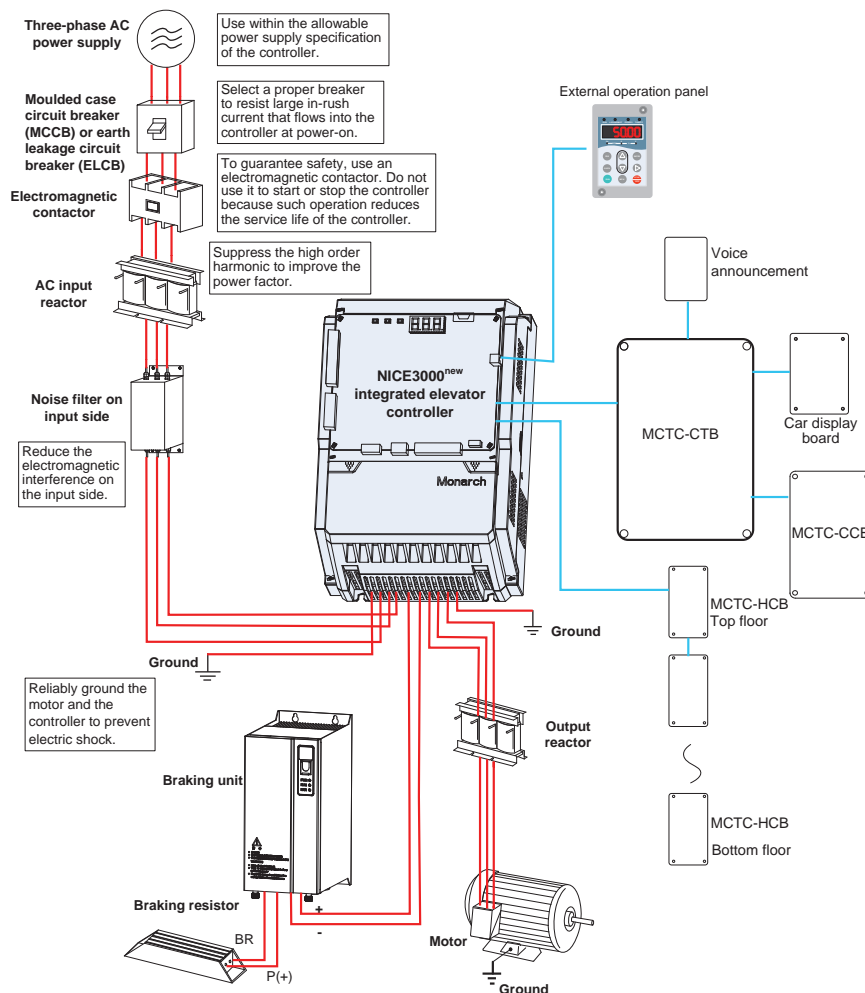 Three-phase AC
power supply
Use within the allowable
power supply specification
of the controller.
Moulded case
circuit breaker
(MCCB) or earth
leakage circuit
breaker (ELCB)
Select a proper breaker
to resist large in-rush
current that flows into the
controller at power-on.
External operation panel
50.00
Electromagnetic
contactor
To guarantee safety, use an
electromagnetic contactor. Do not
use it to start or stop the controller
because such operation reduces
the service life of the controller.
AC input
reactor
Suppress the high order
harmonic to improve the
power factor.
Voice
announcement
NICE3000new
integrated elevator
controller
Noise filter on
input side
MCTC-CTB
Car display
board
Reduce the
electromagnetic
interference on
the input side.
Monarch
MCTC-CCB
MCTC-HCB
Top floor
Ground
Ground
Reliably ground the
motor and the
controller to prevent
electric shock.
Output
reactor
Braking unit
MCTC-HCB
Bottom floor
Braking resistor
+
-
BR
P(+)
Motor
Ground